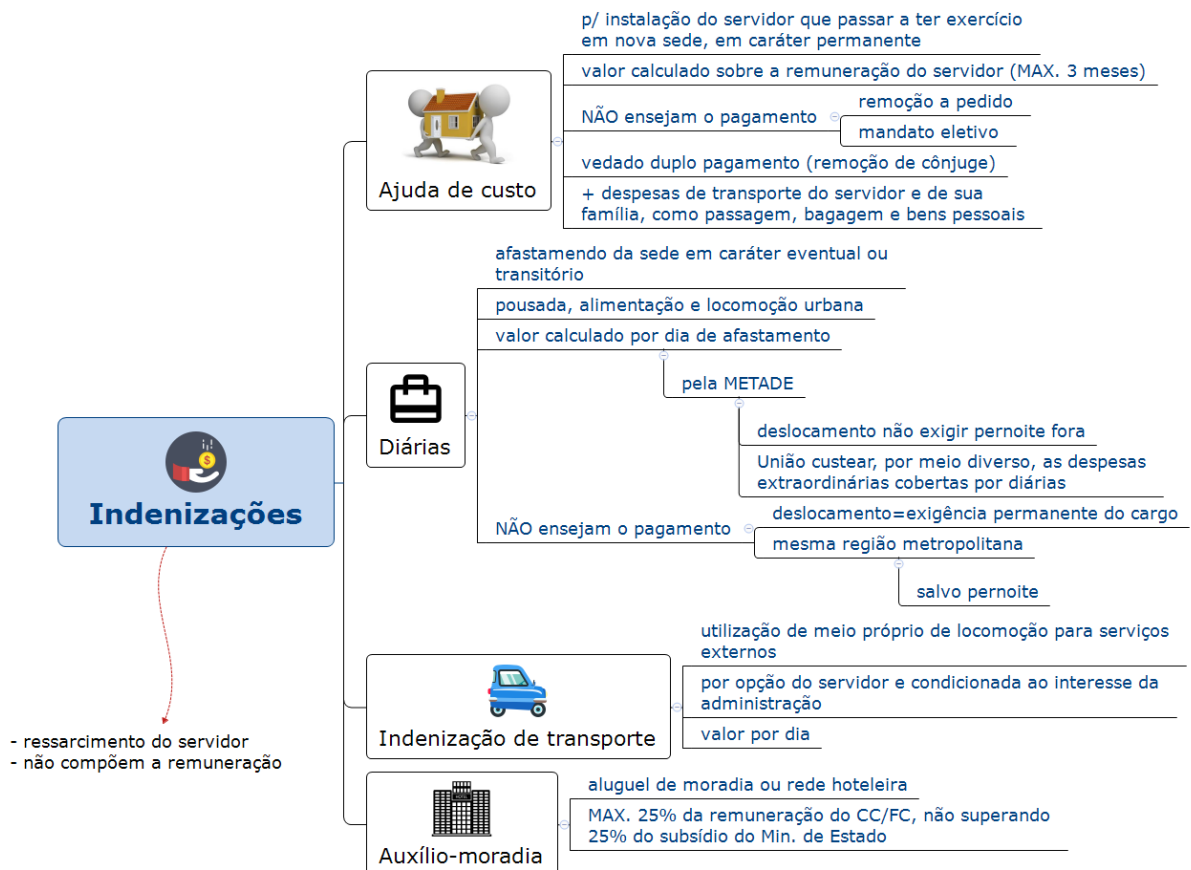 Indenizações
- ressarcimento do servidor
- não compõem a remuneração
Ajuda de custo
p/ instalação do servidor que passar a ter exercício
em nova sede, em caráter permanente
valor calculado sobre a remuneração do servidor (MAX. 3 meses)
NÃO ensejam o pagamento
remoção a pedido
mandato eletivo
vedado duplo pagamento (remoção de cônjuge)
+ despesas de transporte do servidor e de sua
família, como passagem, bagagem e bens pessoais
Diárias
afastamendo da sede em caráter eventual ou
transitório
pousada, alimentação e locomoção urbana
valor calculado por dia de afastamento
pela METADE
deslocamento não exigir pernoite fora
União custear, por meio diverso, as despesas
extraordinárias cobertas por diárias
NÃO ensejam o pagamento
deslocamento=exigência permanente do cargo
mesma região metropolitana
salvo pernoite
Indenização de transporte
utilização de meio próprio de locomoção para serviços
externos
por opção do servidor e condicionada ao interesse da
administração
valor por dia
Auxílio-moradia
aluguel de moradia ou rede hoteleira
MAX. 25% da remuneração do CC/FC, não superando
25% do subsídio do Min. de Estado